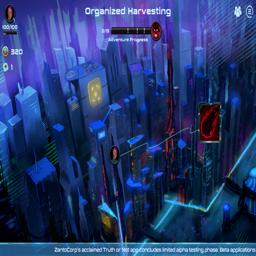 Organized Harvesting
100/100
Adventure Progress
320
1
ZantoCorp's acclaimed Truth or Not app concludes limited alpha testing phase. Beta applications